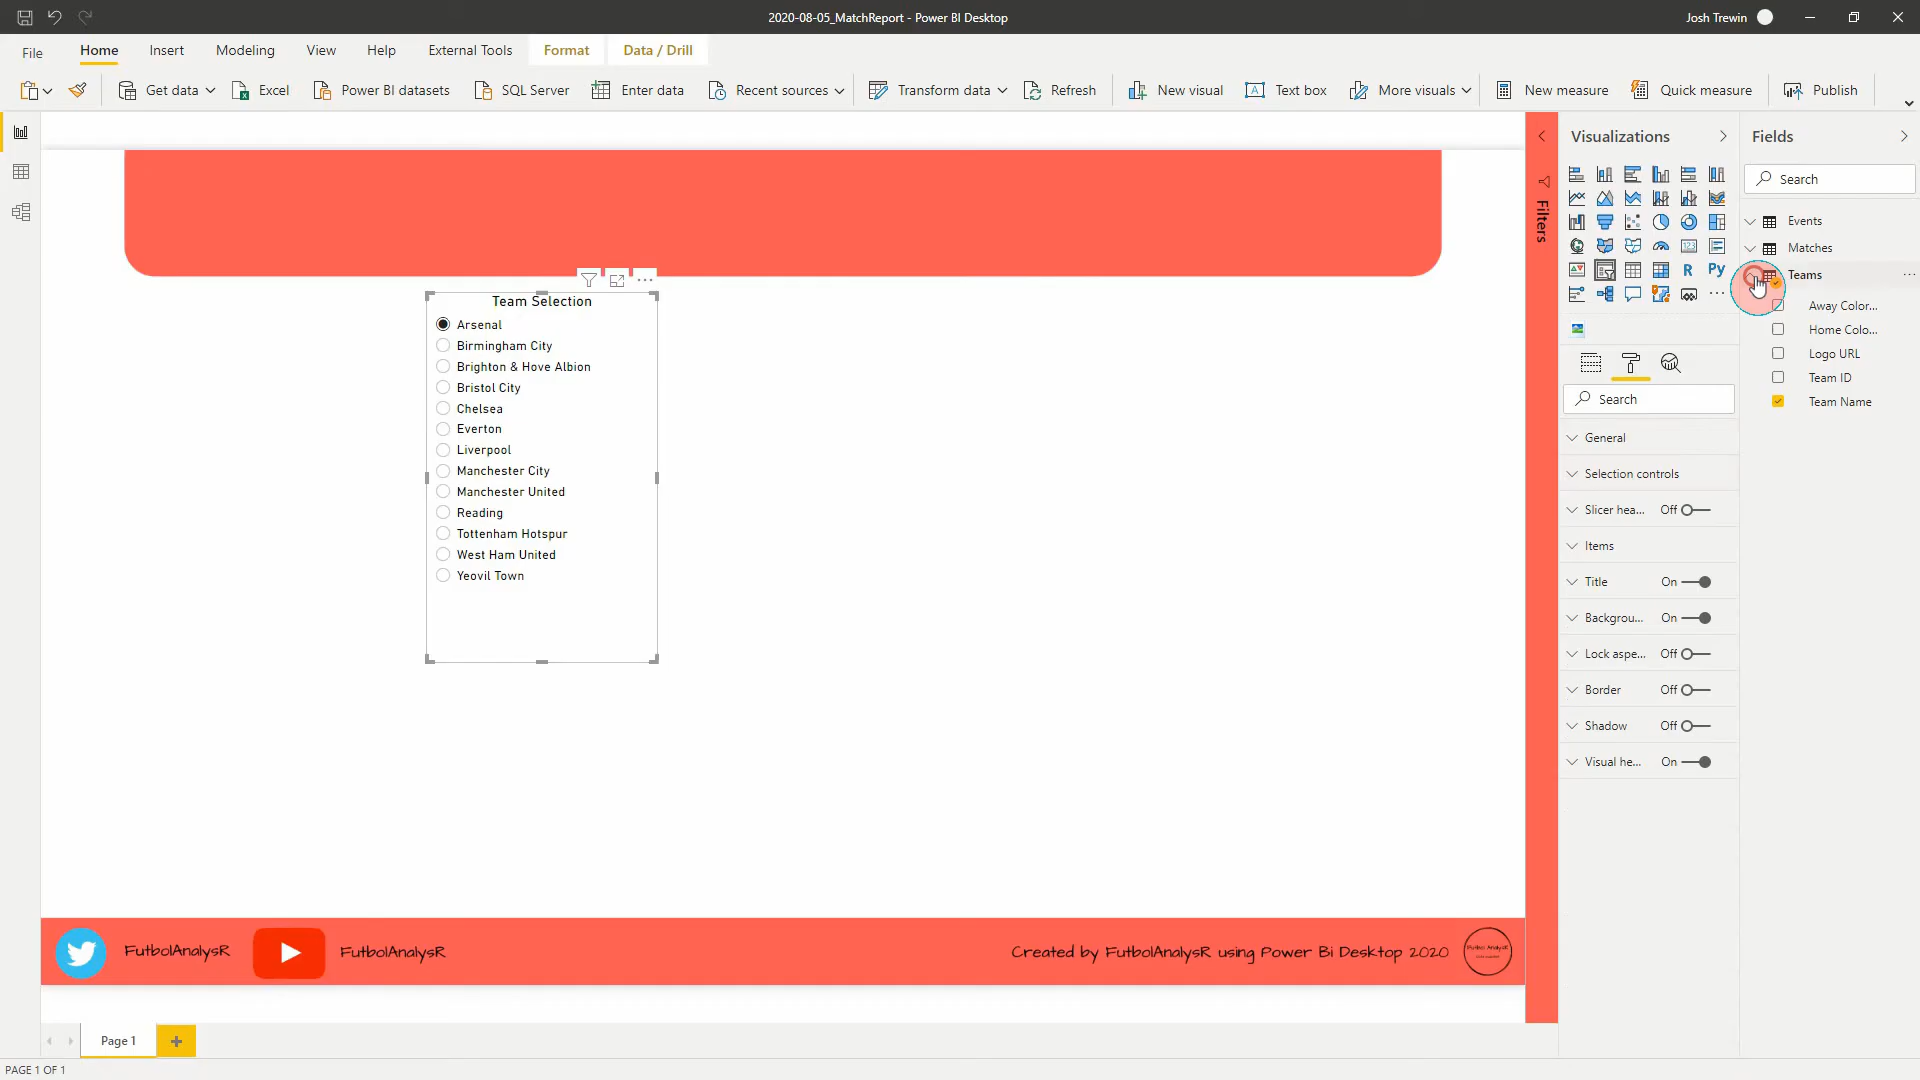 2020-08-05_MatchReport - Power BI Desktop
Josh Trewin
File
Home
Insert
Modeling
View
Help
External Tools
Format
Data / Drill
Get data
Excel
Power BI datasets
SQL Server
Enter data
Recent sources
Transform data
Refresh
New visual
A
Text box
More visuals
New measure
Quick measure
Publish
Team Selection
Arsenal
Birmingham City
Brighton & Hove Albion
Bristol City
Chelsea
Everton
Liverpool
Manchester City
Manchester United
Reading
Tottenham Hotspur
West Ham United
Yeovil Town
Filters
Visualizations
123
R
Py
Search
General
Selection controls
Slicer hea... Off
Items
Title On
Backgrou... On
Lock aspe... Off
Border Off
Shadow Off
Visual he... On
Fields
Search
Events
Matches
Teams
Away Color...
Home Colo...
Logo URL
Team ID
Team Name
FutbolAnalysR
FutbolAnalysR
Created by FutbolAnalysR using Power Bi Desktop 2020
Page 1
PAGE 1 OF 1